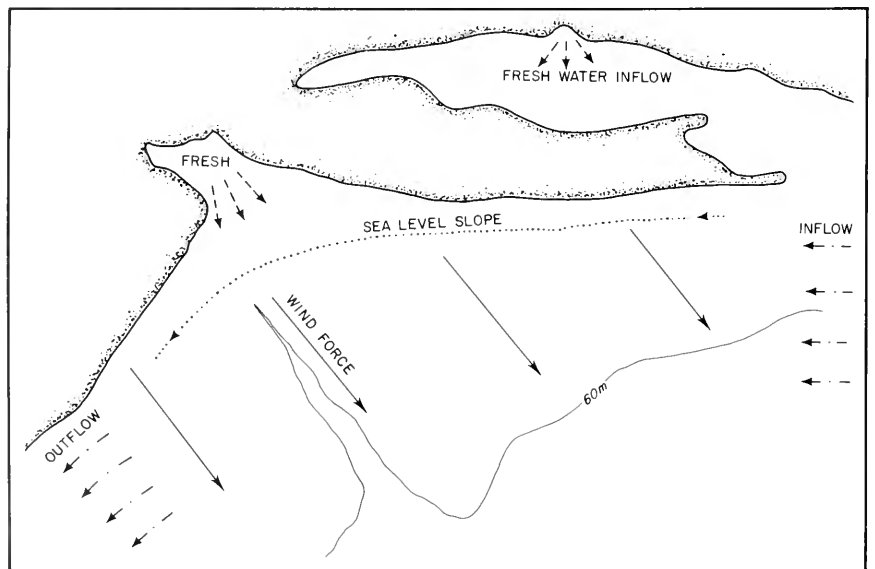 FRESH WATER INFLOW
FRESH
SEA LEVEL SLOPE
INFLOW
WIND FORCE
60m
OUTFLOW